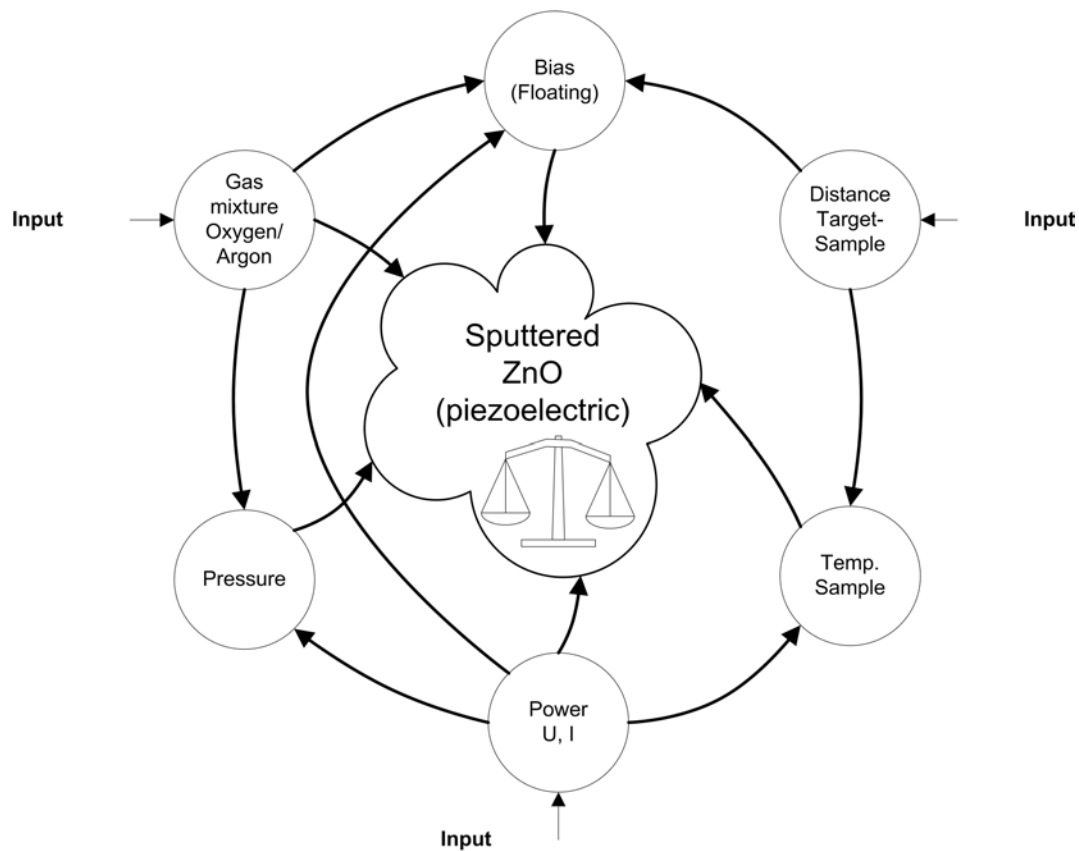 Bias
(Floating)
Gas
mixture
Oxygen/
Argon
Input
Distance
Target-
Sample
Input
Sputtered
ZnO
(piezoelectric)
Pressure
Temp.
Sample
Power
U, I
Input